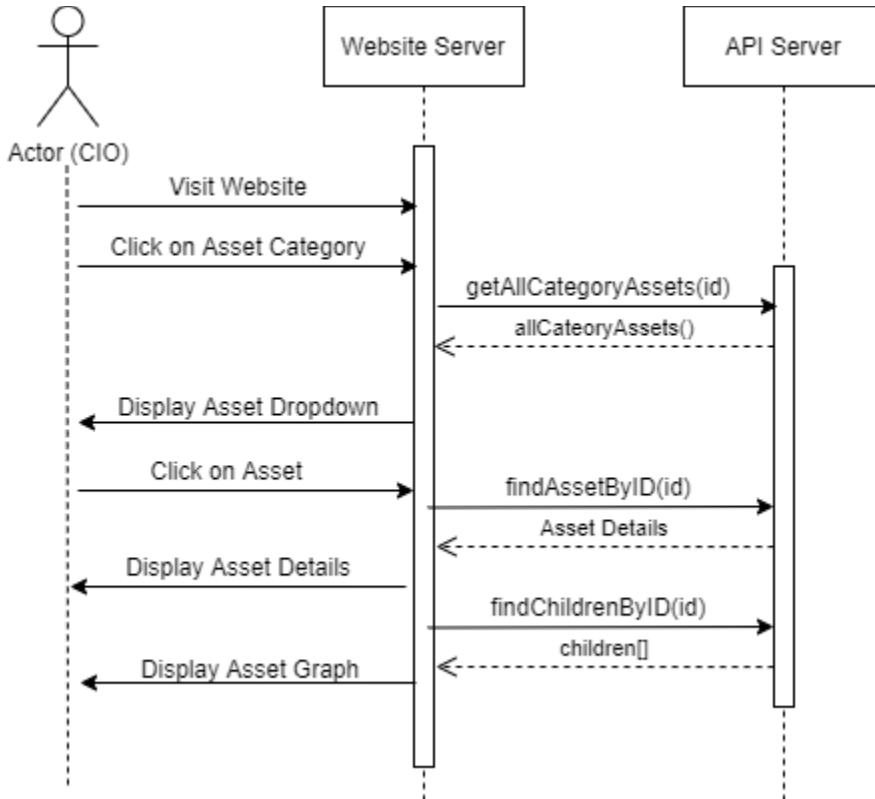 Website Server
API Server
Actor (CIO)
Visit Website
Click on Asset Category
getAllCategoryAssets(id)
allCateoryAssets()
Display Asset Dropdown
Click on Asset
findAssetByID(id)
Asset Details
Display Asset Details
findChildrenByID(id)
children[]
Display Asset Graph